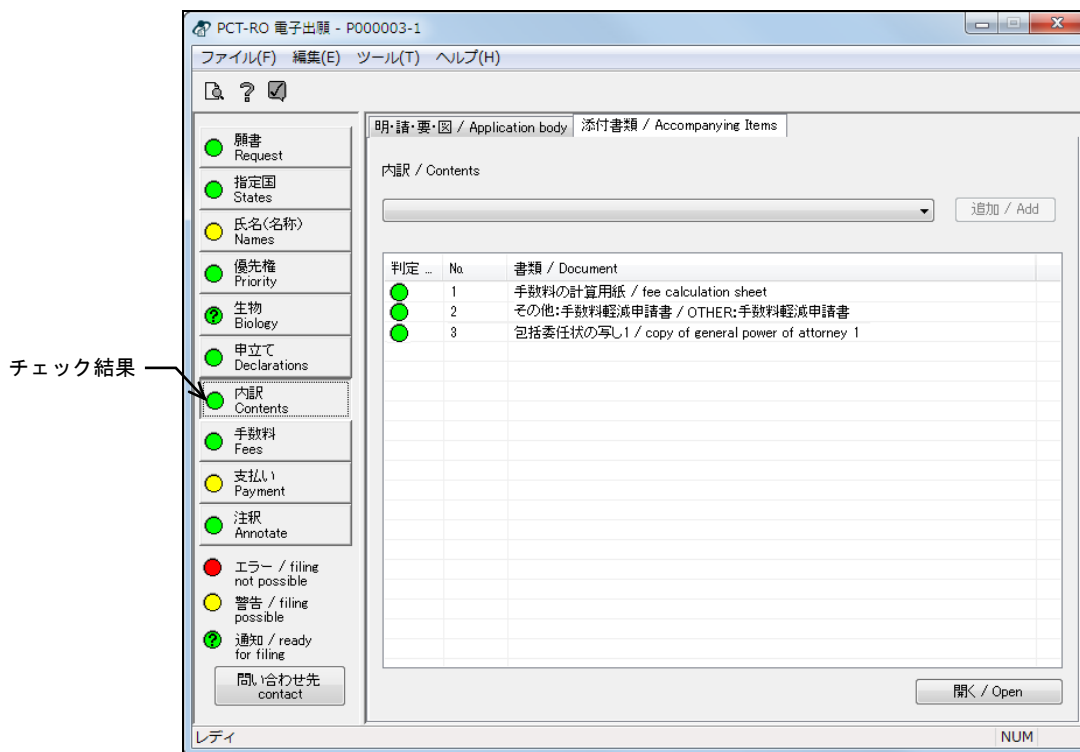 PCT-RO 電子出願 - P000003-1
ファイル(F) 編集(E) ツール(T) ヘルプ(H)
明・請・要・図 / Application body 添付書類 / Accompanying Items
願書
Request
指定国
States
氏名(名称)
Names
優先権
Priority
生物
Biology
申立て
Declarations
内訳
Contents
手数料
Fees
支払い
Payment
注釈
Annotate
エラー / filing
not possible
警告 / filing
possible
通知 / ready
for filing
問い合わせ先
contact
チェック結果
内訳 / Contents
追加 / Add
判定 ... No. 書類 / Document
1 手数料の計算用紙 / fee calculation sheet
2 その他:手数料軽減申請書 / OTHER:手数料軽減申請書
3 包括委任状の写し1 / copy of general power of attorney 1
開く / Open
レディ NUM